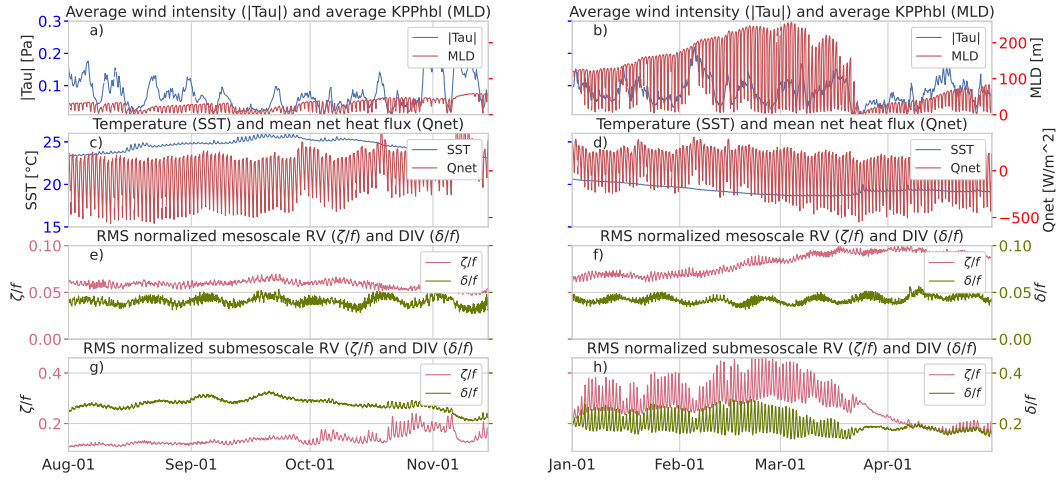 Average wind intensity (|Tau|) and average KPPhbl (MLD)
Average wind intensity (|Tau|) and average KPPhbl (MLD)
0.3
a)
|Tau|
MLD
0.2
0.1
|Tau| [Pa]
b)
|Tau|
MLD
200
100
0
MLD [m]
Temperature (SST) and mean net heat flux (Qnet)
Temperature (SST) and mean net heat flux (Qnet)
25
c)
SST
Qnet
20
15
SST [°C]
d)
SST
Qnet
0
−500
Qnet [W/m^2]
RMS normalized mesoscale RV (ζ/f) and DIV (δ/f)
RMS normalized mesoscale RV (ζ/f) and DIV (δ/f)
0.10
e)
ζ/f
δ/f
0.05
0.00
ζ/f
f)
ζ/f
δ/f
0.10
0.05
0.00
δ/f
RMS normalized submesoscale RV (ζ/f) and DIV (δ/f)
RMS normalized submesoscale RV (ζ/f) and DIV (δ/f)
g)
0.4
ζ/f
δ/f
0.2
ζ/f
h)
ζ/f
δ/f
0.4
0.2
δ/f
Aug-01 Sep-01 Oct-01 Nov-01
Jan-01 Feb-01 Mar-01 Apr-01